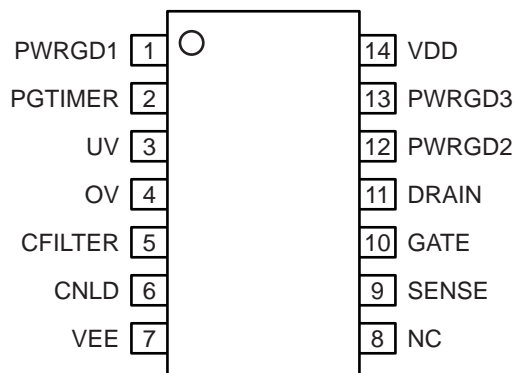 PWRGD1 1 14 VDD
PGTIMER 2 13 PWRGD3
UV 3 12 PWRGD2
OV 4 11 DRAIN
CFILTER 5 10 GATE
CNLD 6 9 SENSE
VEE 7 8 NC